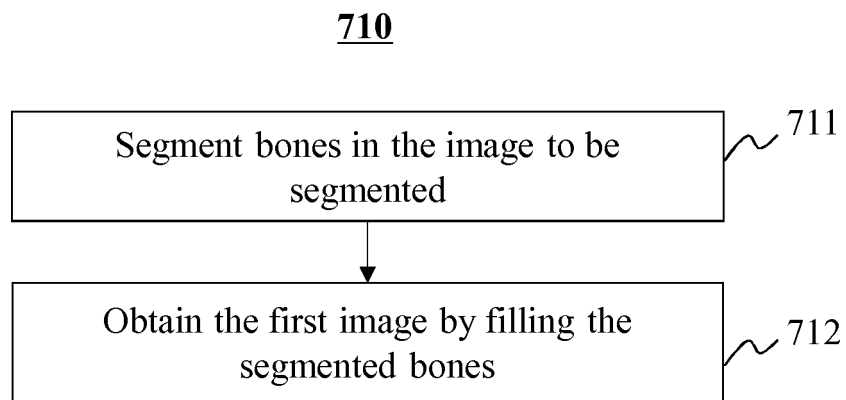 710
Segment bones in the image to be
segmented
711
Obtain the first image by filling the
segmented bones
712